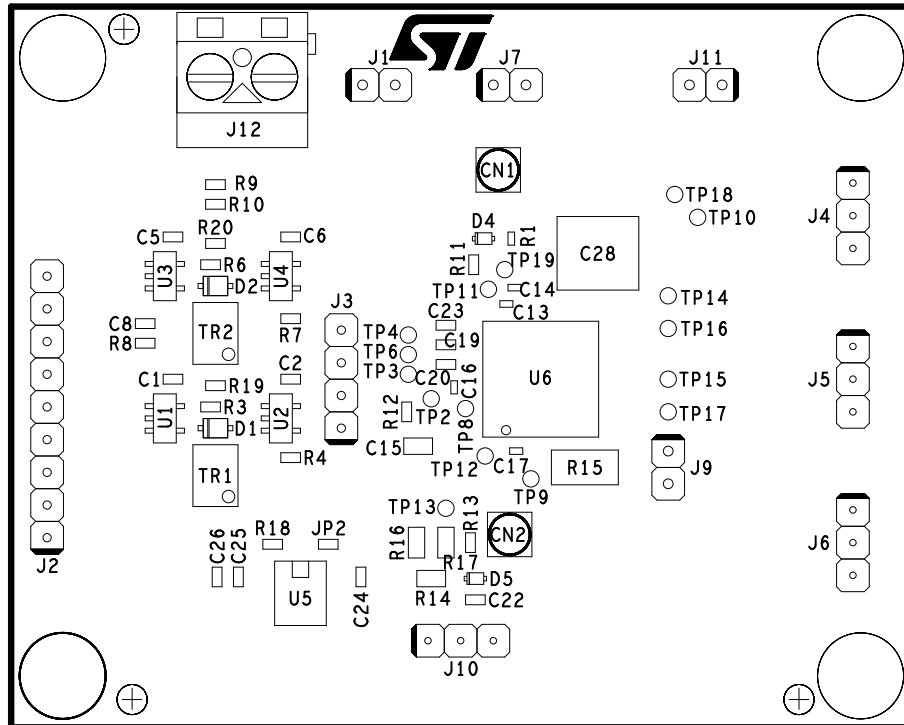 ST
J1
J7
J11
J12
CN1
R9
R10
TP18
TP10
J4
R20
C5
C6
D4
R1
R11
TP19
C28
U3
R6
U4
D2
TP11
C14
TP14
J3
C13
C23
C8
TR2
R7
TP4
TP16
R8
TP6
C19
U6
TP3
C1
R19
C2
C20
C16
TP15
J5
R3
R12
TP2
TP8
TP17
U1
U2
D1
C15
R4
TP12
C17
R15
J9
TR1
TP9
TP13
R13
R18
JP2
R16
CN2
J6
J2
C26
C25
R17
U5
C24
R14
D5
C22
J10